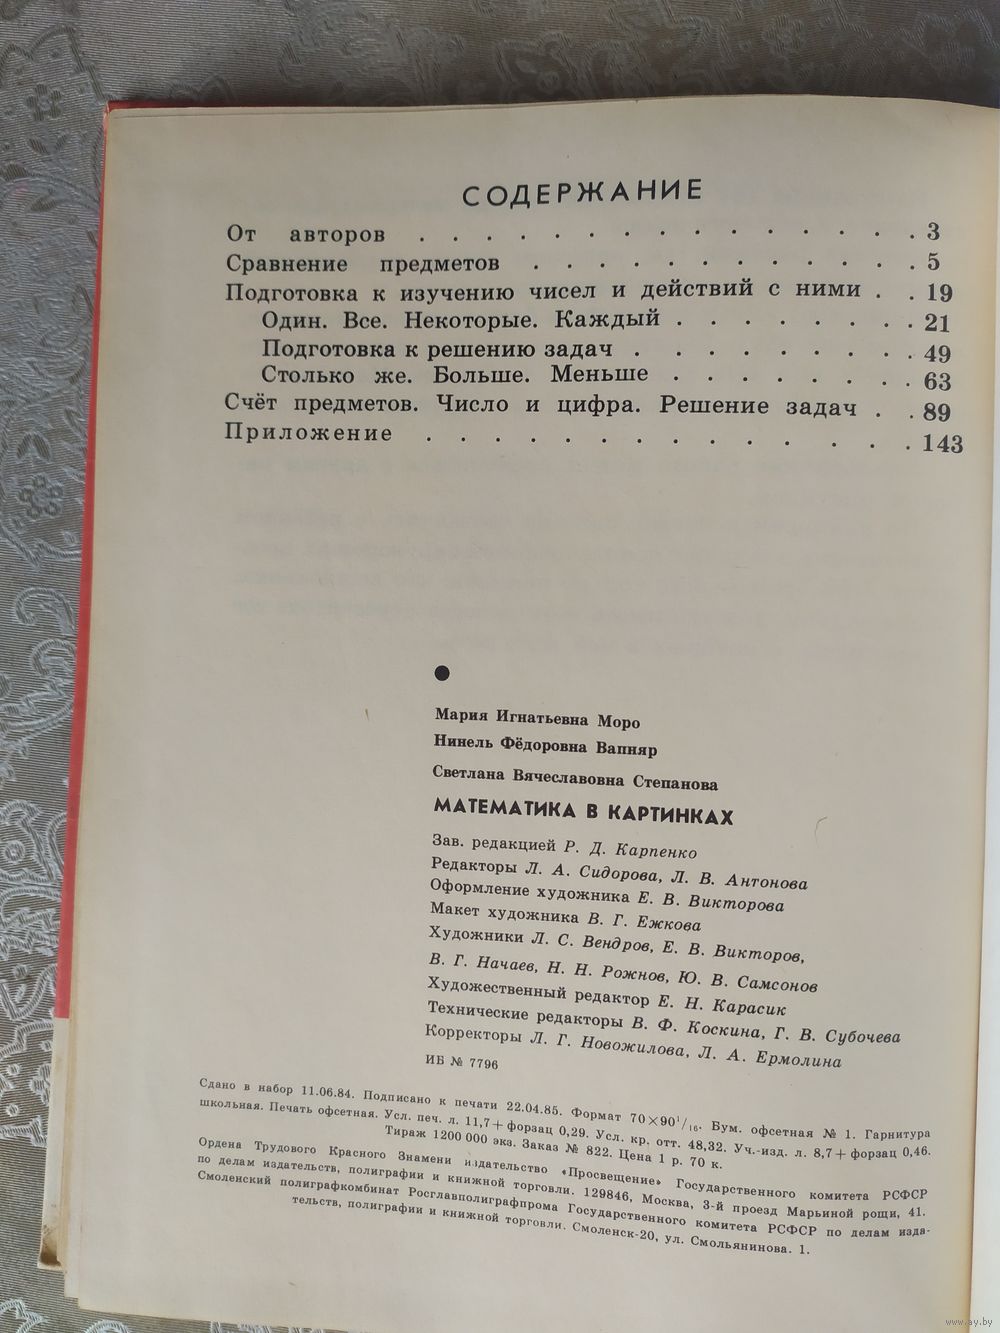 СОДЕРЖАНИЕ
От авторов . . . . . . . . . . . . . . . 3
Сравнение предметов . . . . . . . . . . . . 5
Подготовка к изучению чисел и действий с ними . . 19
Один. Все. Некоторые. Каждый . . . . . . . . 21
Подготовка к решению задач . . . . . . . . . 49
Столько же. Больше. Меньше . . . . . . . . 63
Счёт предметов. Число и цифра. Решение задач . . 89
Приложение . . . . . . . . . . . . . . 143
Мария Игнатьевна Моро
Нинель Фёдоровна Вапняр
Светлана Вячеславовна Степанова
МАТЕМАТИКА В КАРТИНКАХ
Зав. редакцией Р. Д. Карпенко
Редакторы Л. А. Сидорова, Л. В. Антонова
Оформление художника Е. В. Викторова
Макет художника В. Г. Ежкова
Художники Л. С. Вендров, Е. В. Викторов,
В. Г. Начаев, Н. Н. Рожнов, Ю. В. Самсонов
Художественный редактор Е. Н. Карасик
Технические редакторы В. Ф. Коскина, Г. В. Субочева
Корректоры Л. Г. Новожилова, Л. А. Ермолина
ИБ № 7796
Сдано в набор 11.06.84. Подписано к печати 22.04.85. Формат 70×90¹/₁₆. Бум. офсетная № 1. Гарнитура
школьная. Печать офсетная. Усл. печ. л. 11,7+форзац 0,29. Усл. кр. отт. 48,32. Уч.-изд. л. 8,7+форзац 0,46.
Тираж 1200 000 экз. Заказ № 822. Цена 1 р. 70 к.
Ордена Трудового Красного Знамени издательство «Просвещение» Государственного комитета РСФСР
по делам издательств, полиграфии и книжной торговли. 129846, Москва, 3-й проезд Марьиной рощи, 41.
Смоленский полиграфкомбинат Росглавполиграфпрома Государственного комитета РСФСР по делам изда-
тельств, полиграфии и книжной торговли. Смоленск-20, ул. Смольянинова. 1.
www.ay.by